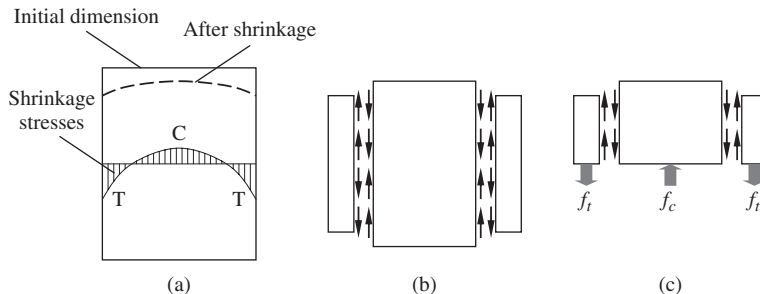 Initial dimension
After shrinkage
Shrinkage
stresses
C
T
T
f_t
f_c
f_t
(a)
(b)
(c)